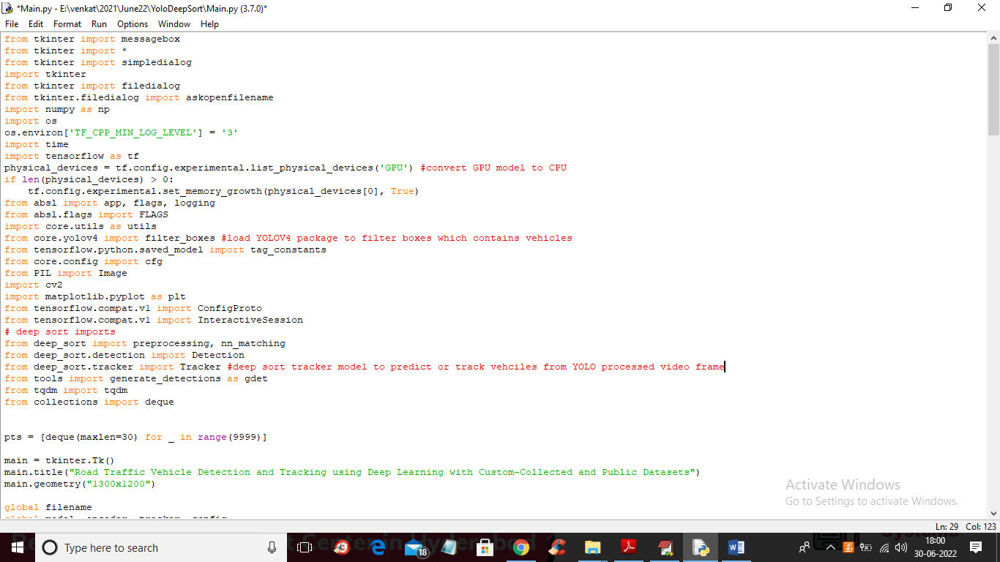 *Main.py - E:\venkat\2021\June22\YoloDeepSort\Main.py (3.7.0)*
File Edit Format Run Options Window Help
from tkinter import messagebox
from tkinter import *
from tkinter import simpledialog
import tkinter
from tkinter import filedialog
from tkinter.filedialog import askopenfilename
import numpy as np
import os
os.environ['TF_CPP_MIN_LOG_LEVEL'] = '3'
import time
import tensorflow as tf
physical_devices = tf.config.experimental.list_physical_devices('GPU') #convert GPU model to CPU
if len(physical_devices) > 0:
    tf.config.experimental.set_memory_growth(physical_devices[0], True)
from absl import app, flags, logging
from absl.flags import FLAGS
import core.utils as utils
from core.yolov4 import filter_boxes #load YOLOV4 package to filter boxes which contains vehicles
from tensorflow.python.saved_model import tag_constants
from core.config import cfg
from PIL import Image
import cv2
import matplotlib.pyplot as plt
from tensorflow.compat.v1 import ConfigProto
from tensorflow.compat.v1 import InteractiveSession
# deep sort imports
from deep_sort import preprocessing, nn_matching
from deep_sort.detection import Detection
from deep_sort.tracker import Tracker #deep sort tracker model to predict or track vehciles from YOLO processed video frame
from tools import generate_detections as gdet
from tqdm import tqdm
from collections import deque
pts = [deque(maxlen=30) for _ in range(9999)]
main = tkinter.Tk()
main.title("Road Traffic Vehicle Detection and Tracking using Deep Learning with Custom-Collected and Public Datasets")
main.geometry("1300x1200")
global filename
Activate Windows
Go to Settings to activate Windows.
Ln: 29 Col: 123
Type here to search
18
18:00
30-06-2022